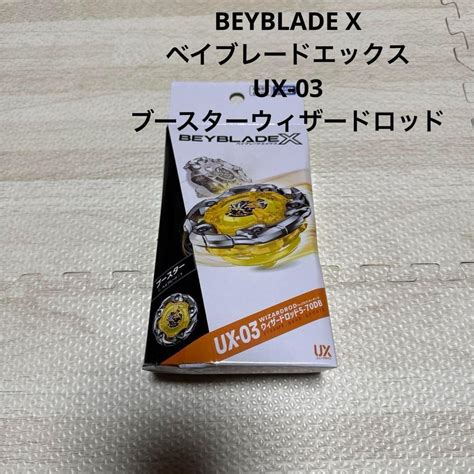 BEYBLADE X
ベイブレードエックス
UX-03
ブースターウィザードロッド
BEYBLADE X
ブースター
UX-03
WIZARDROD
ウィザードロッド5-70DB
UX